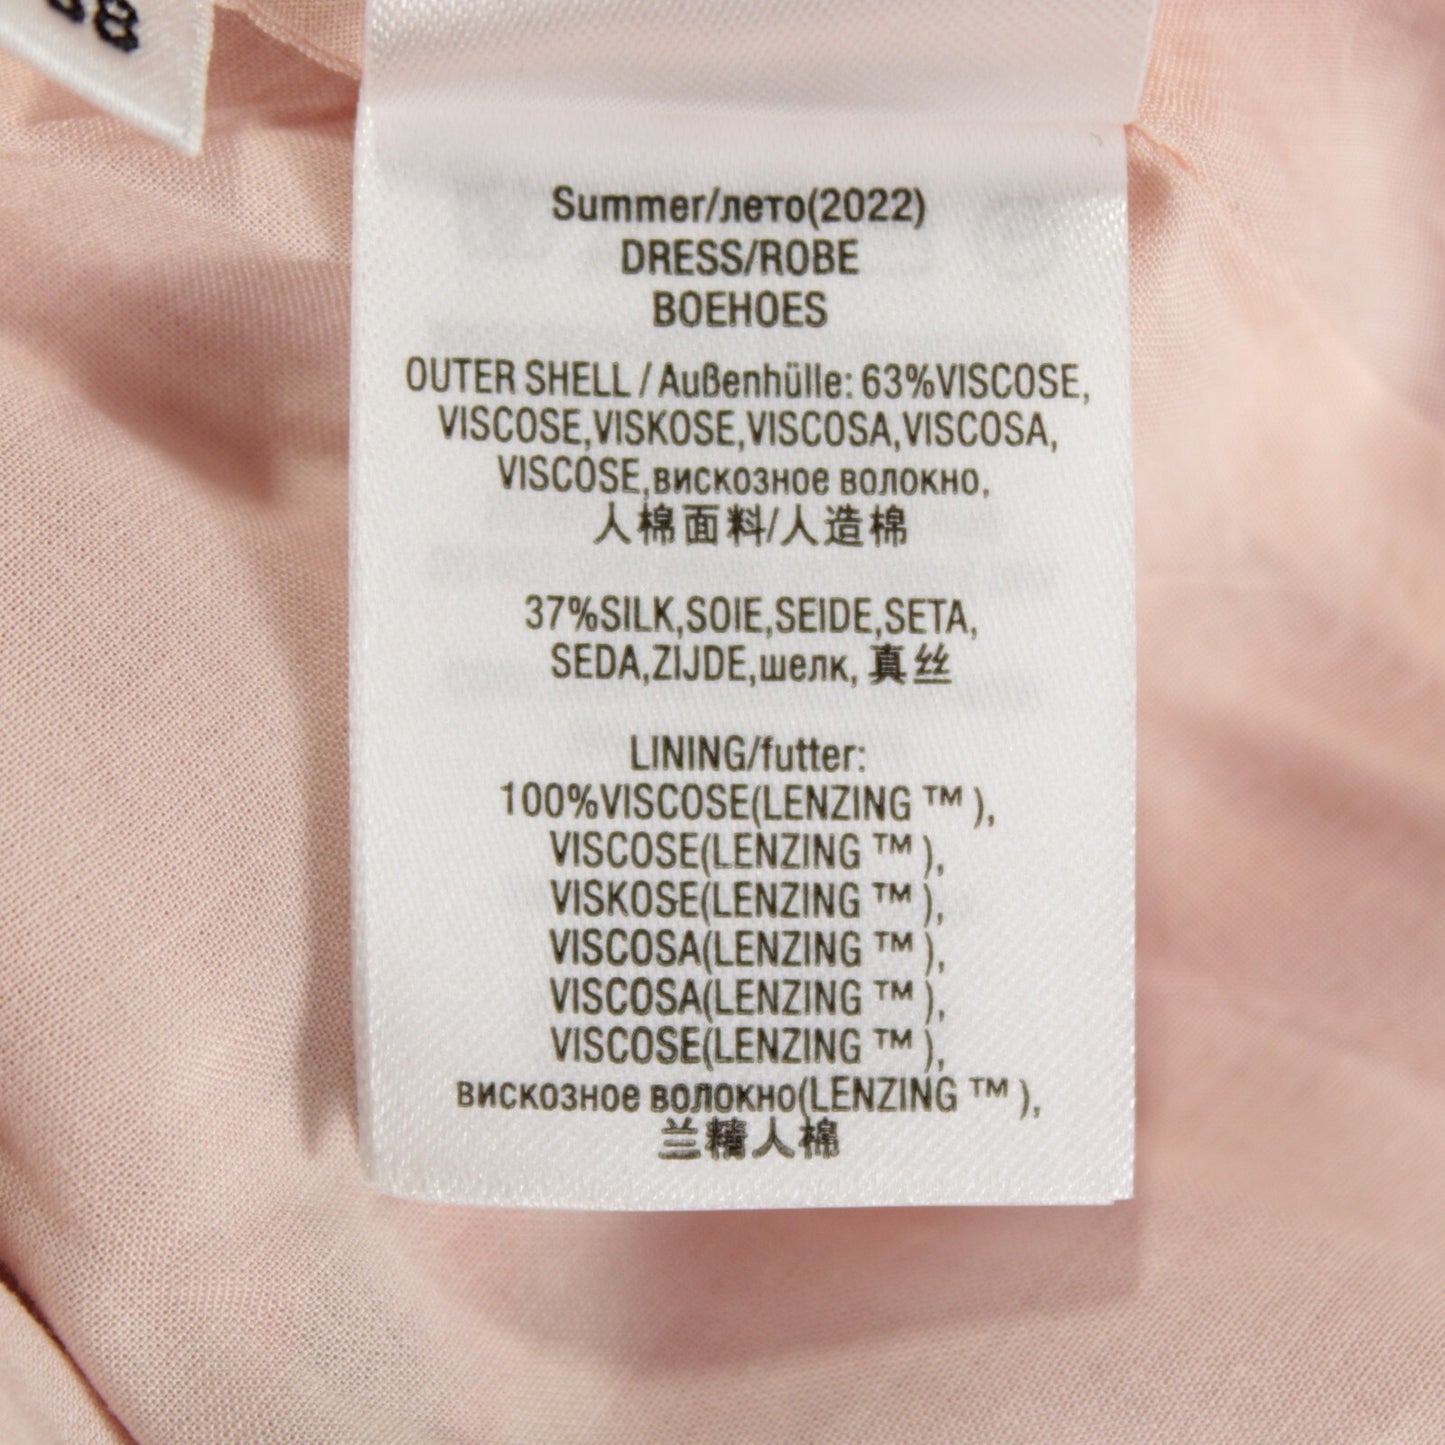 Summer/лето(2022)
DRESS/ROBE
BOEHOES
OUTER SHELL / Außenhülle: 63%VISCOSE,
VISCOSE,VISKOSE,VISCOSA,VISCOSA,
VISCOSE,вискозное волокно,
人棉面料/人造棉
37%SILK,SOIE,SEIDE,SETA,
SEDA,ZIJDE,шелк, 真丝
LINING/futter:
100%VISCOSE(LENZING ™ ),
VISCOSE(LENZING ™ ),
VISKOSE(LENZING ™ ),
VISCOSA(LENZING ™ ),
VISCOSA(LENZING ™ ),
VISCOSE(LENZING ™ ),
вискозное волокно(LENZING ™ ),
兰精人棉